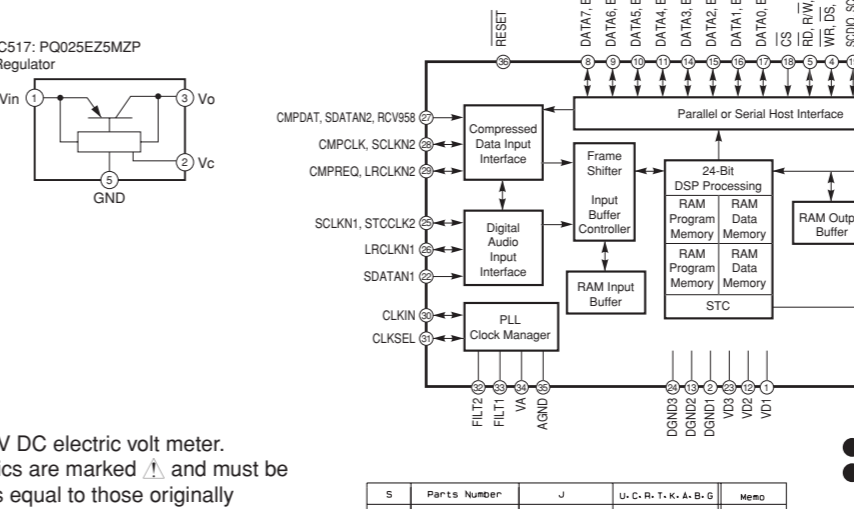 C517: PQ025EZ5MZP
Regulator
Vin 1
3 Vo
2 Vc
5
GND
RESET
36
DATA7,
DATA6,
DATA5,
DATA4,
DATA3,
DATA2,
DATA1,
DATA0,
CS
RD, R/W,
WR, DS,
8 9 10 11 14 15 16 17 18 5 4
Parallel or Serial Host Interface
CMPDAT, SDATAN2, RCV958 27
CMPCLK, SCLKN2 28
CMPREQ, LRCLKN2 29
Compressed
Data Input
Interface
SCLKN1, STCCLK2 25
LRCLKN1 26
SDATAN1 22
Digital
Audio
Input
Interface
Frame
Shifter
Input
Buffer
Controller
RAM Input
Buffer
24-Bit
DSP Processing
RAM
Program
Memory
RAM
Data
Memory
RAM
Program
Memory
RAM
Data
Memory
STC
RAM Outp
Buffer
CLKIN 30
CLKSEL 31
PLL
Clock Manager
32 33 34 35
FILT2
FILT1
VA
AGND
24 13 2 23 12 1
DGND3
DGND2
DGND1
VD3
VD2
VD1
V DC electric volt meter.
ics are marked ⚠ and must be
s equal to those originally
S Parts Number J U.C.R.T.K.A.B.G Memo